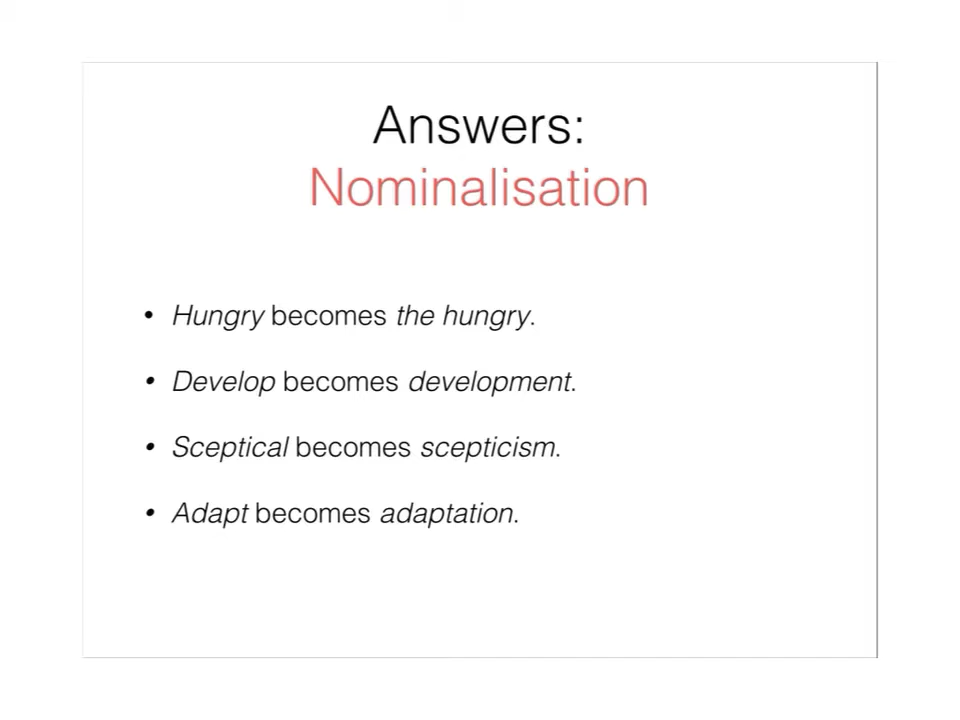 Answers:
Nominalisation
• Hungry becomes the hungry.
• Develop becomes development.
• Sceptical becomes scepticism.
• Adapt becomes adaptation.